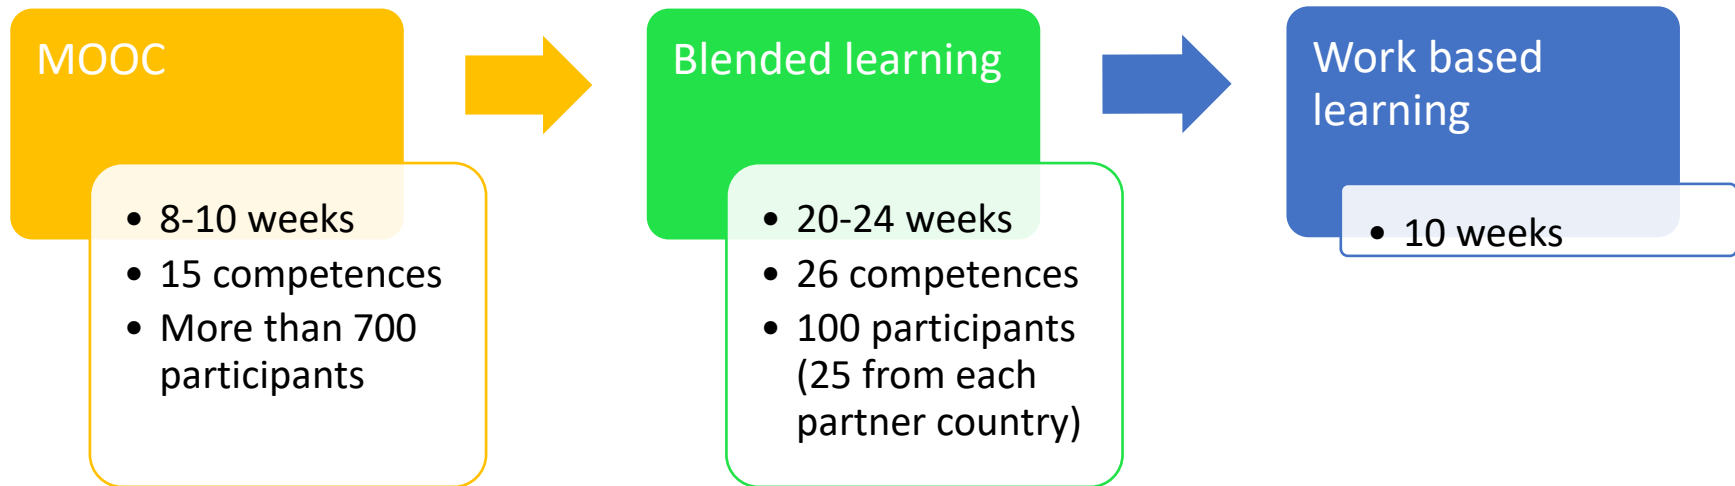 MOOC
• 8-10 weeks
• 15 competences
• More than 700
participants
Blended learning
• 20-24 weeks
• 26 competences
• 100 participants
(25 from each
partner country)
Work based
learning
• 10 weeks